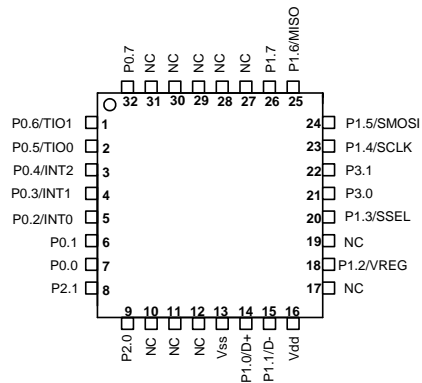 P0.7 NC NC NC NC NC P1.7 P1.6/MISO
32 31 30 29 28 27 26 25
P0.6/TIO1 1 24 P1.5/SMOSI
P0.5/TIO0 2 23 P1.4/SCLK
P0.4/INT2 3 22 P3.1
P0.3/INT1 4 21 P3.0
P0.2/INT0 5 20 P1.3/SSEL
P0.1 6 19 NC
P0.0 7 18 P1.2/VREG
P2.1 8 17 NC
9 10 11 12 13 14 15 16
P2.0 NC NC NC Vss P1.0/D+ P1.1/D- Vdd